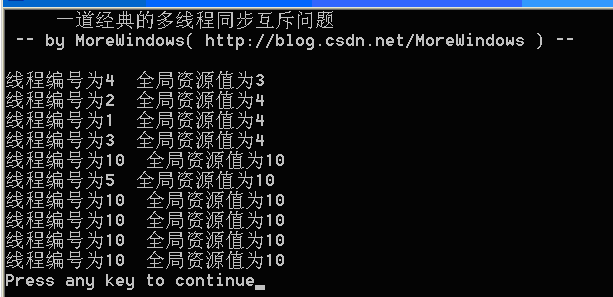 一道经典的多线程同步互斥问题
-- by MoreWindows( http://blog.csdn.net/MoreWindows ) --
线程编号为4  全局资源值为3
线程编号为2  全局资源值为4
线程编号为1  全局资源值为4
线程编号为3  全局资源值为4
线程编号为10  全局资源值为10
线程编号为5  全局资源值为10
线程编号为10  全局资源值为10
线程编号为10  全局资源值为10
线程编号为10  全局资源值为10
线程编号为10  全局资源值为10
Press any key to continue_